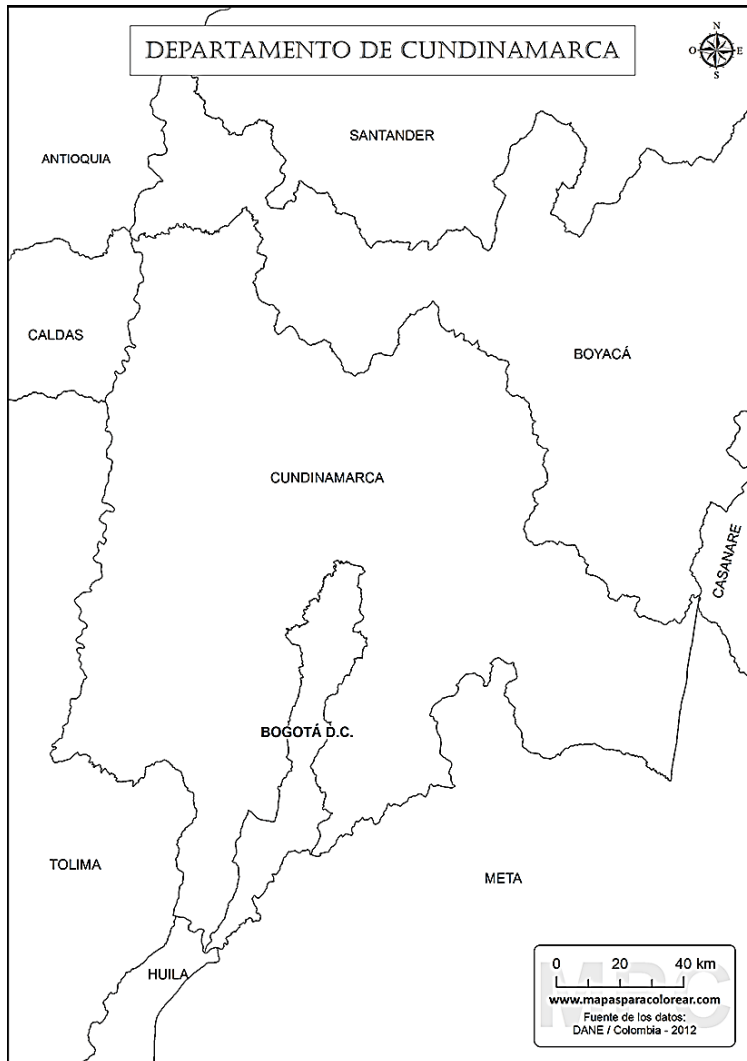 DEPARTAMENTO DE CUNDINAMARCA
N
O E
S
SANTANDER
ANTIOQUIA
CALDAS
BOYACÁ
CUNDINAMARCA
CASANARE
BOGOTÁ D.C.
TOLIMA
META
HUILA
0 20 40 km
MPC
www.mapasparacolorear.com
Fuente de los datos:
DANE / Colombia - 2012